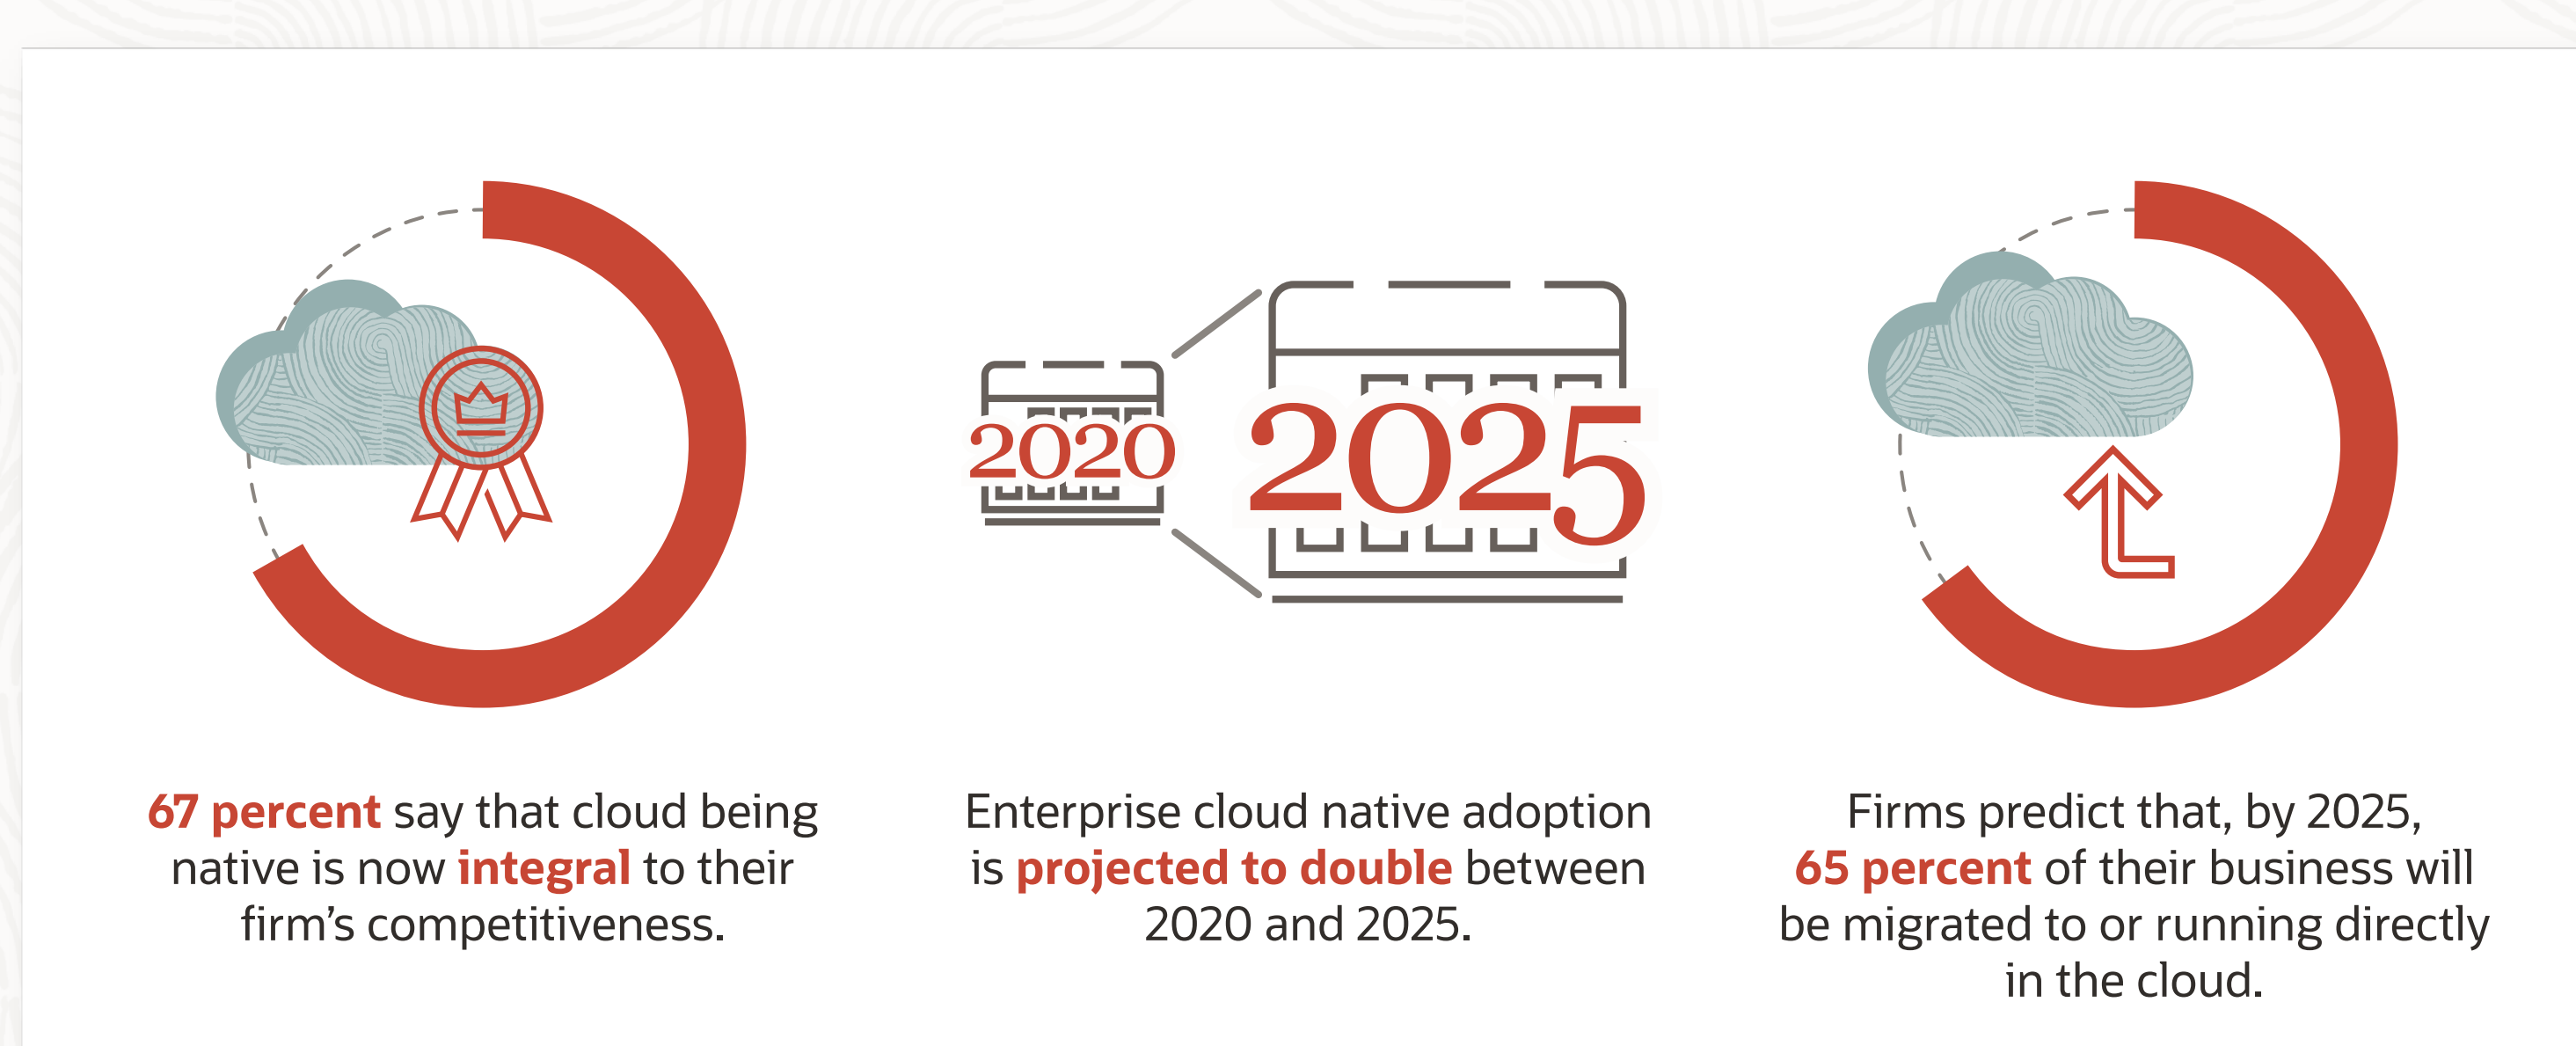 2020
2025
67 percent say that cloud being
native is now integral to their
firm's competitiveness.
Enterprise cloud native adoption
is projected to double between
2020 and 2025.
Firms predict that, by 2025,
65 percent of their business will
be migrated to or running directly
in the cloud.